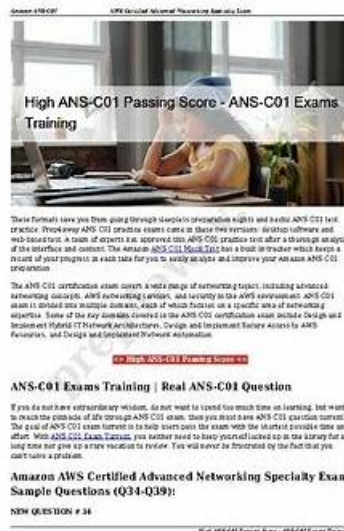 Amazon ANS-C01 AWS Certified Advanced Networking Specialty Exam
High ANS-C01 Passing Score - ANS-C01 Exams
Training
These formats save you from going through sleepless preparation nights and hectic ANS-C01 test
practice. Prep4away ANS-C01 practice exams come in these two versions: desktop software and
web-based test. A team of experts has approved this ANS-C01 practice test after a thorough analysis
of the interface and content. The Amazon ANS-C01 Mock Test has a built in tracker which keeps a
record of your progress in each take for you to easily analyze and improve your Amazon ANS-C01
preparation
The ANS-C01 certification exam covers a wide range of networking topics, including advanced
networking concepts, AWS networking services, and security in the AWS environment. ANS-C01
exam is divided into multiple domains, each of which focuses on a specific area of networking
expertise. Some of the key domains covered in the ANS-C01 certification exam include Design and
Implement Hybrid IT Network Architectures, Design and Implement Secure Access to AWS
Resources, and Design and Implement Network Automation.
>> High ANS-C01 Passing Score <<
ANS-C01 Exams Training | Real ANS-C01 Question
If you do not have extraordinary wisdom, do not want to spend too much time on learning, but want
to reach the pinnacle of life through ANS-C01 exam, then you must have ANS-C01 question torrent.
The goal of ANS-C01 exam torrent is to help users pass the exam with the shortest possible time and
effort. With ANS-C01 Exam Torrent, you neither need to keep yourself locked up in the library for a
long time nor give up a rare vacation to review. You will never be frustrated by the fact that you
can't solve a problem.
Amazon AWS Certified Advanced Networking Specialty Exam
Sample Questions (Q34-Q39):
NEW QUESTION # 34
High ANS-C01 Passing Score - ANS-C01 Exams Training